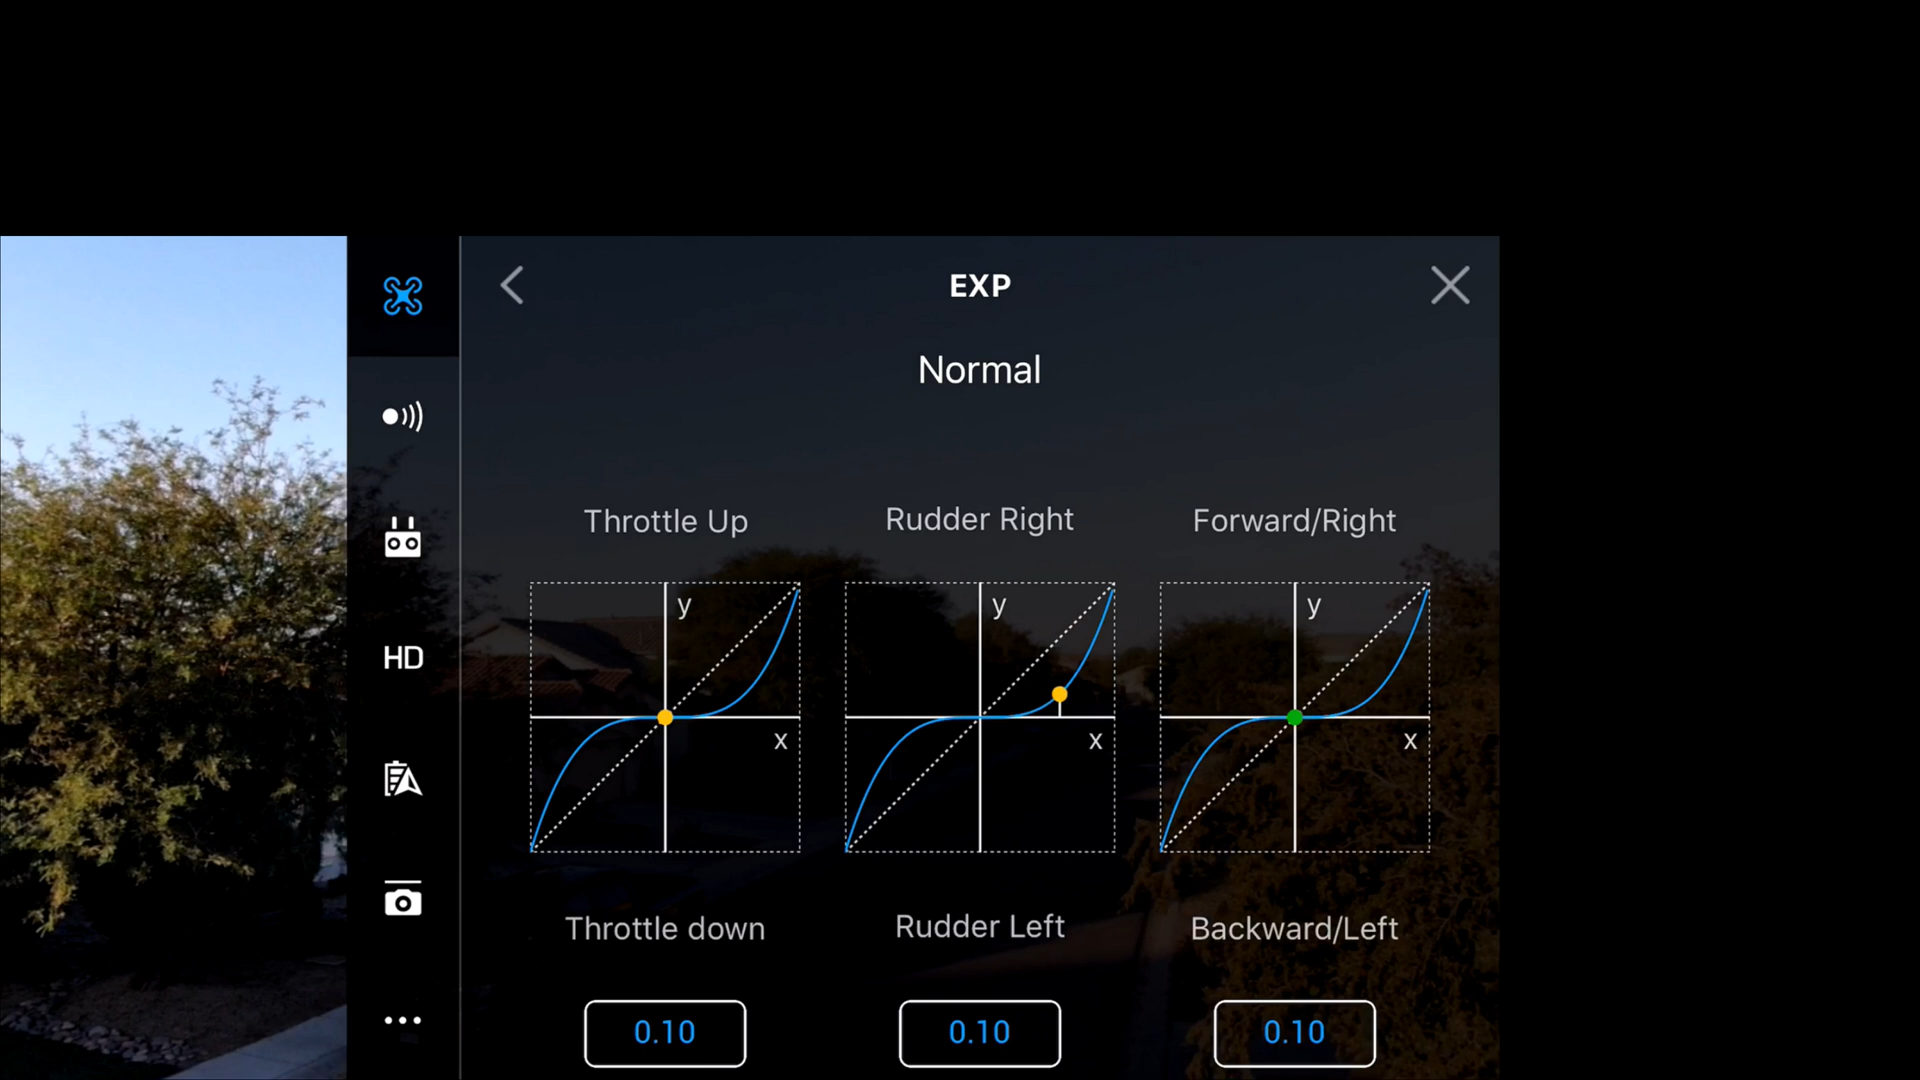 EXP
Normal
Throttle Up Rudder Right Forward/Right
y y y
HD
x x x
Throttle down Rudder Left Backward/Left
0.10 0.10 0.10